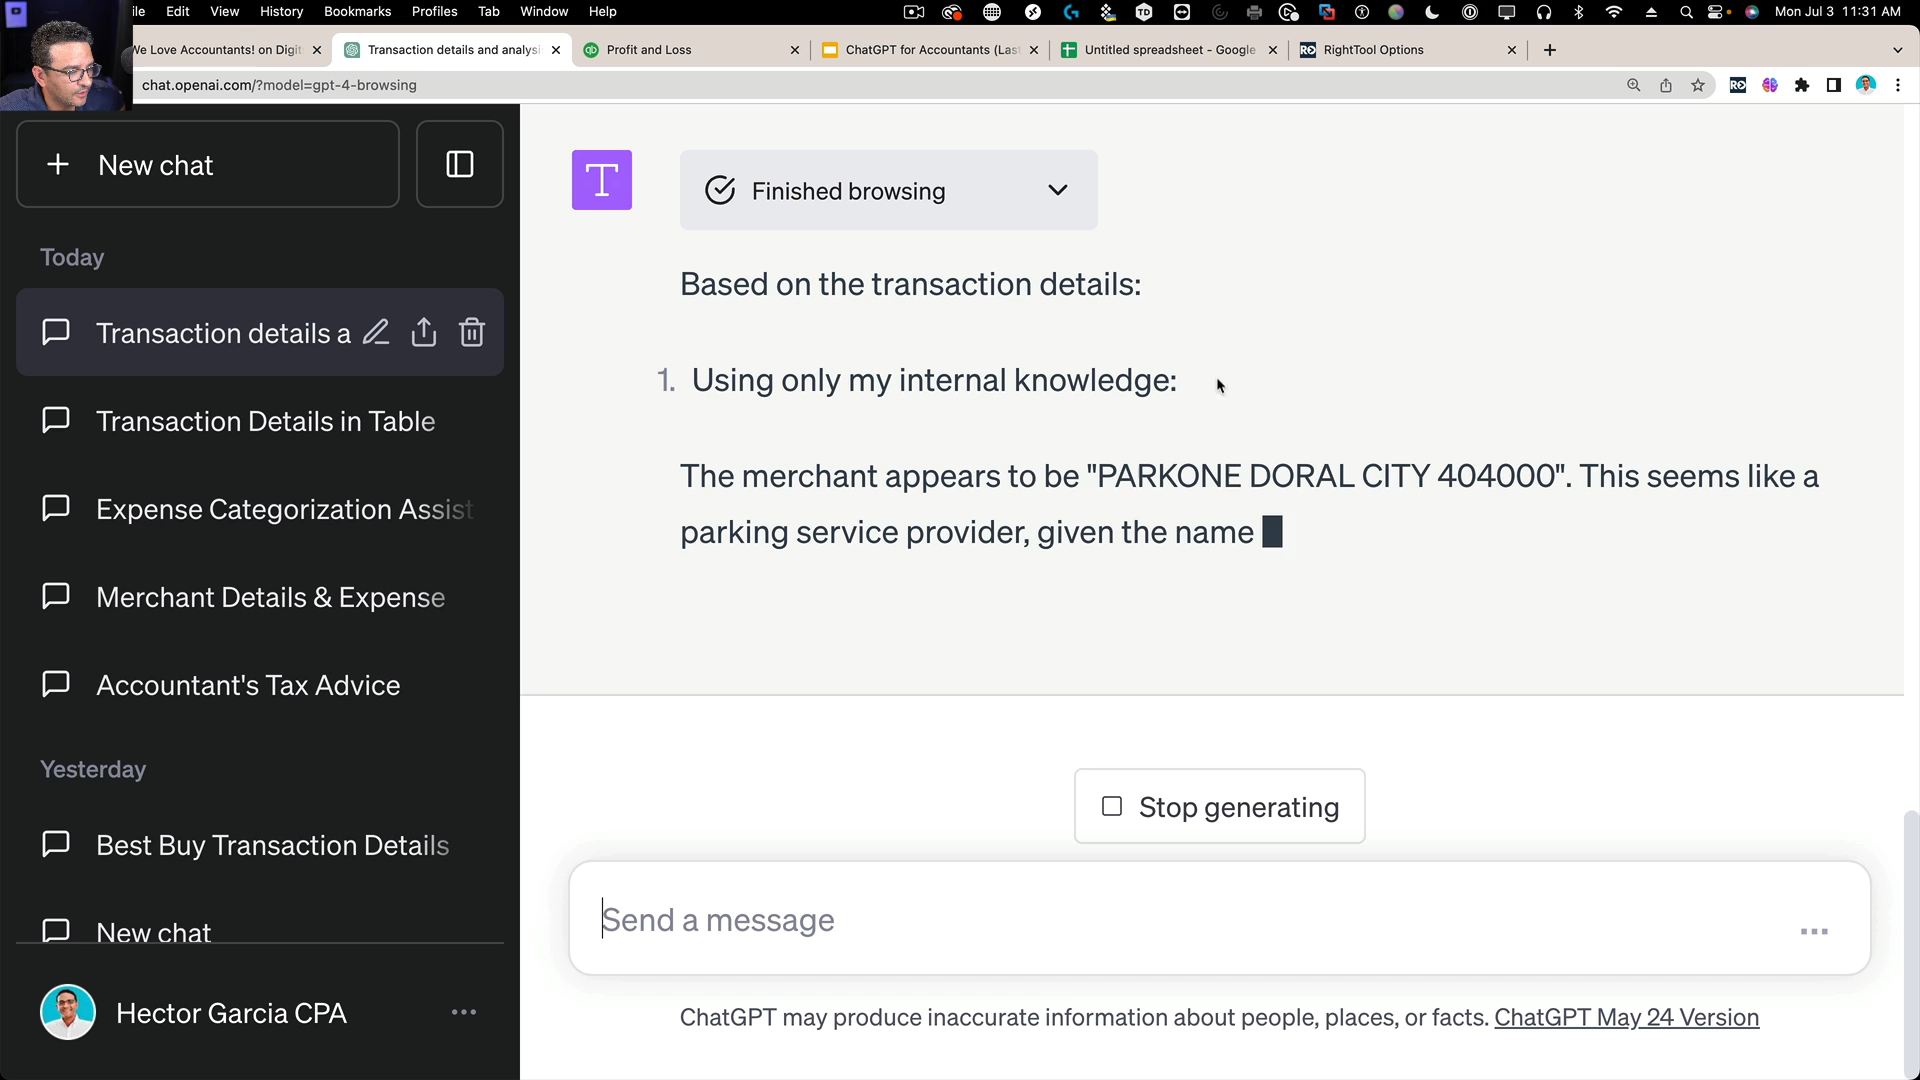 ile Edit View History Bookmarks Profiles Tab Window Help
Mon Jul 3 11:31 AM
We Love Accountants! on Digit
Transaction details and analysi
Profit and Loss
ChatGPT for Accountants (Las
Untitled spreadsheet - Google
RightTool Options
chat.openai.com/?model=gpt-4-browsing
New chat
Today
Transaction details a
Transaction Details in Table
Expense Categorization Assist
Merchant Details & Expense
Accountant's Tax Advice
Yesterday
Best Buy Transaction Details
New chat
Hector Garcia CPA
T
Finished browsing
Based on the transaction details:
1. Using only my internal knowledge:
The merchant appears to be "PARKONE DORAL CITY 404000". This seems like a
parking service provider, given the name
Stop generating
Send a message
ChatGPT may produce inaccurate information about people, places, or facts. ChatGPT May 24 Version